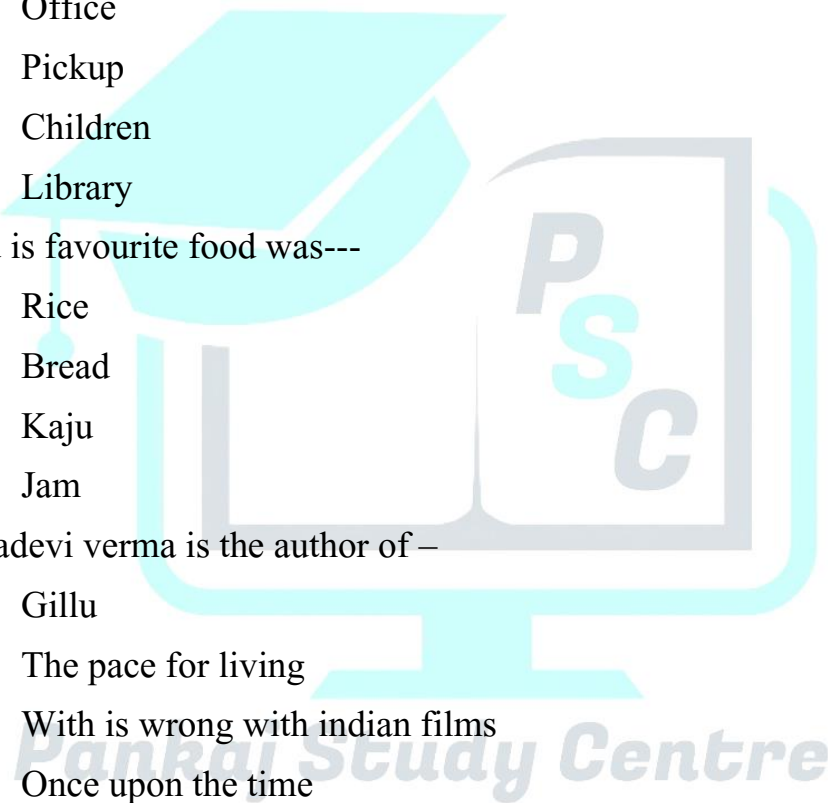 Office
Pickup
Children
Library
is favourite food was---
Rice
Bread
Kaju
Jam
adevi verma is the author of –
Gillu
The pace for living
With is wrong with indian films
Once upon the time
P
S
C
Pankaj Study Centre